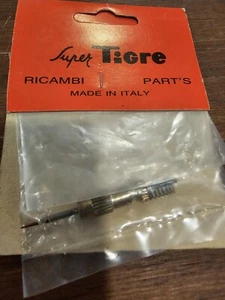 Super TIGRE
RICAMBI PART'S
MADE IN ITALY